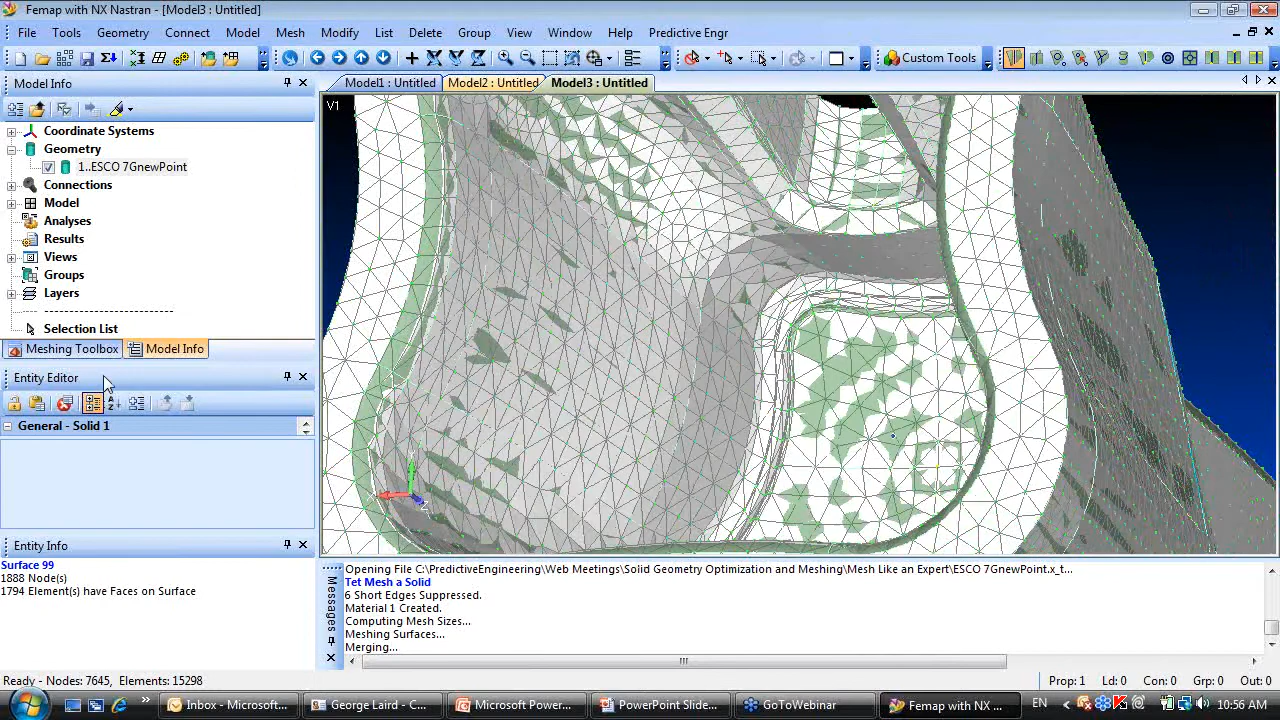 Femap with NX Nastran - [Model3 : Untitled]
File Tools Geometry Connect Model Mesh Modify List Delete Group View Window Help Predictive Engr
Custom Tools
Model Info
Model1 : Untitled Model2 : Untitled Model3 : Untitled
V1
Coordinate Systems
Geometry
1..ESCO 7GnewPoint
Connections
Model
Analyses
Results
Views
Groups
Layers
Selection List
Meshing Toolbox Model Info
Entity Editor
General - Solid 1
Entity Info
Surface 99
1888 Node(s)
1794 Element(s) have Faces on Surface
Messages
Opening File C:\PredictiveEngineering\Web Meetings\Solid Geometry Optimization and Meshing\Mesh Like an Expert\ESCO 7GnewPoint.x_t...
Tet Mesh a Solid
6 Short Edges Suppressed.
Material 1 Created.
Computing Mesh Sizes...
Meshing Surfaces...
Merging...
Ready - Nodes: 7645, Elements: 15298
Prop: 1 Ld: 0 Con: 0 Grp: 0 Out: 0
Inbox - Microsoft... George Laird - C... Microsoft Power... PowerPoint Slide... GoToWebinar Femap with NX ... EN 10:56 AM